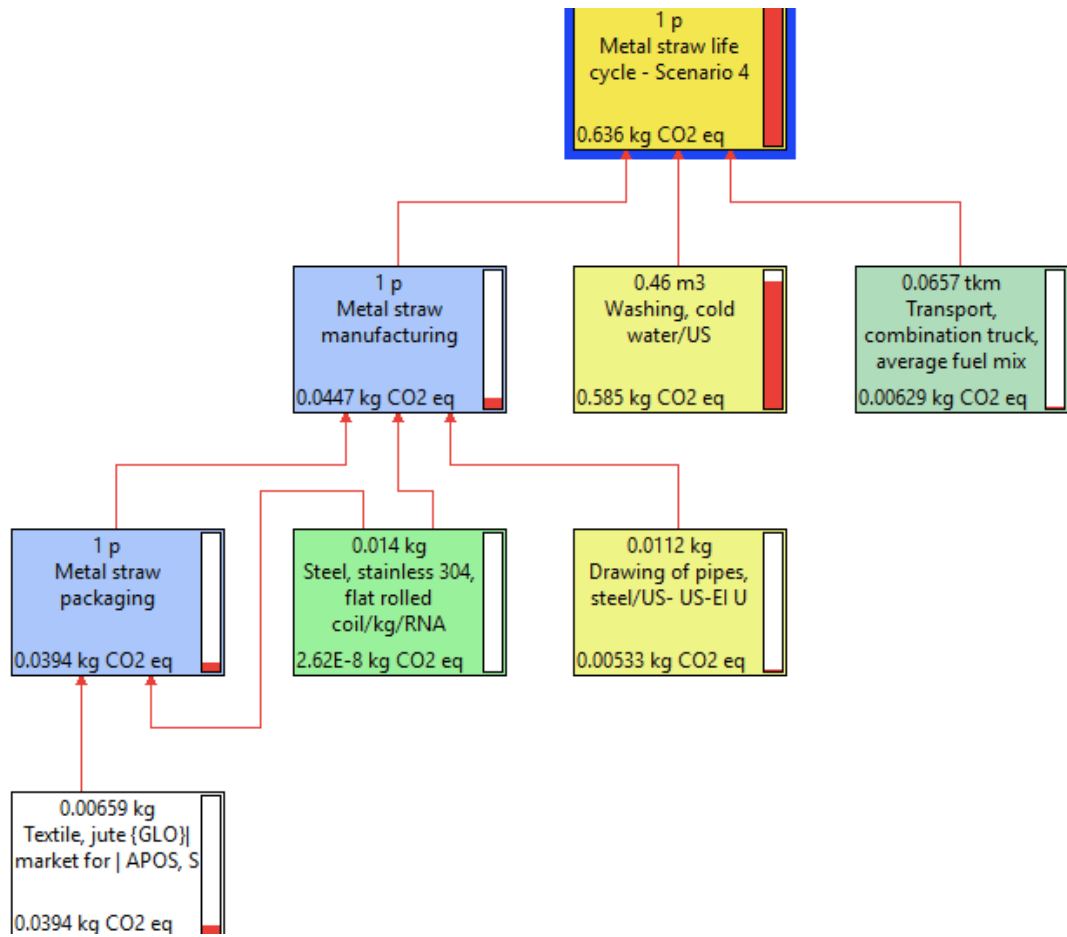 1 p
Metal straw life
cycle - Scenario 4
0.636 kg CO2 eq
1 p
Metal straw
manufacturing
0.0447 kg CO2 eq
0.46 m3
Washing, cold
water/US
0.585 kg CO2 eq
0.0657 tkm
Transport,
combination truck,
average fuel mix
0.00629 kg CO2 eq
1 p
Metal straw
packaging
0.0394 kg CO2 eq
0.014 kg
Steel, stainless 304,
flat rolled
coil/kg/RNA
2.62E-8 kg CO2 eq
0.0112 kg
Drawing of pipes,
steel/US- US-EI U
0.00533 kg CO2 eq
0.00659 kg
Textile, jute {GLO}|
market for | APOS, S
0.0394 kg CO2 eq